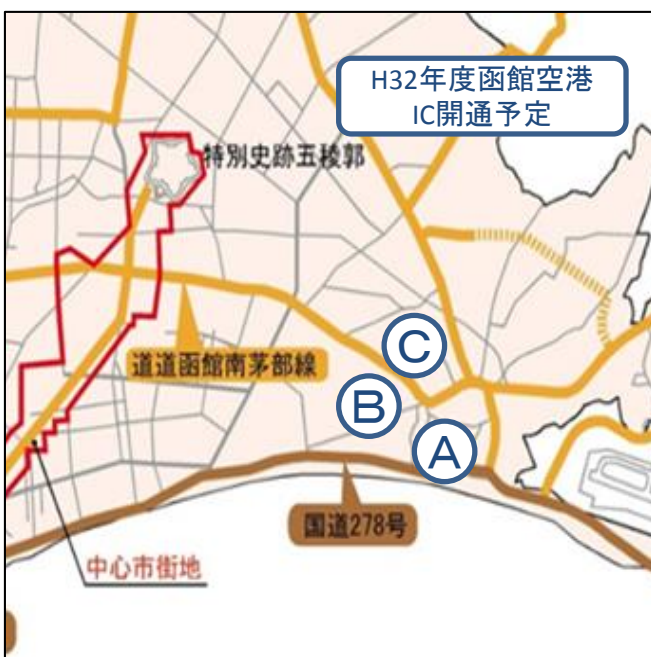 H32年度函館空港
IC開通予定
特別史跡五稜郭
道道函館南茅部線
C
B
A
国道278号
中心市街地